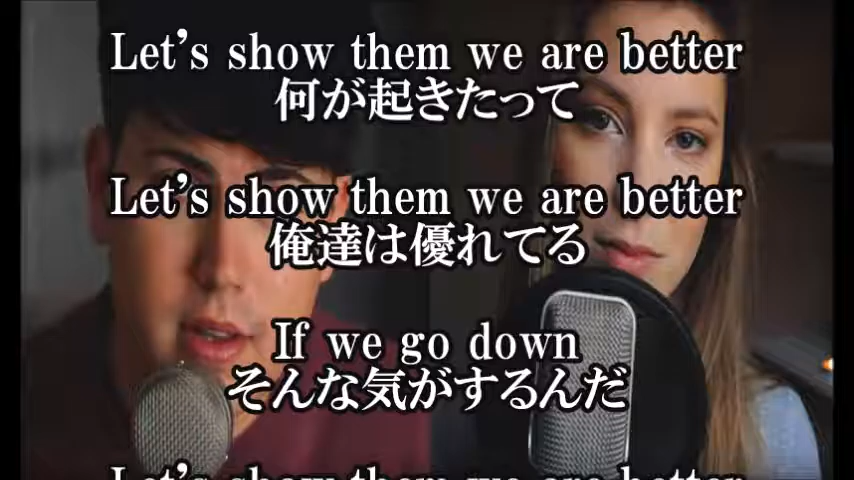 Let's show them we are better
何が起きたって
Let's show them we are better
俺達は優れてる
If we go down
そんな気がするんだ
Let's show them we are better